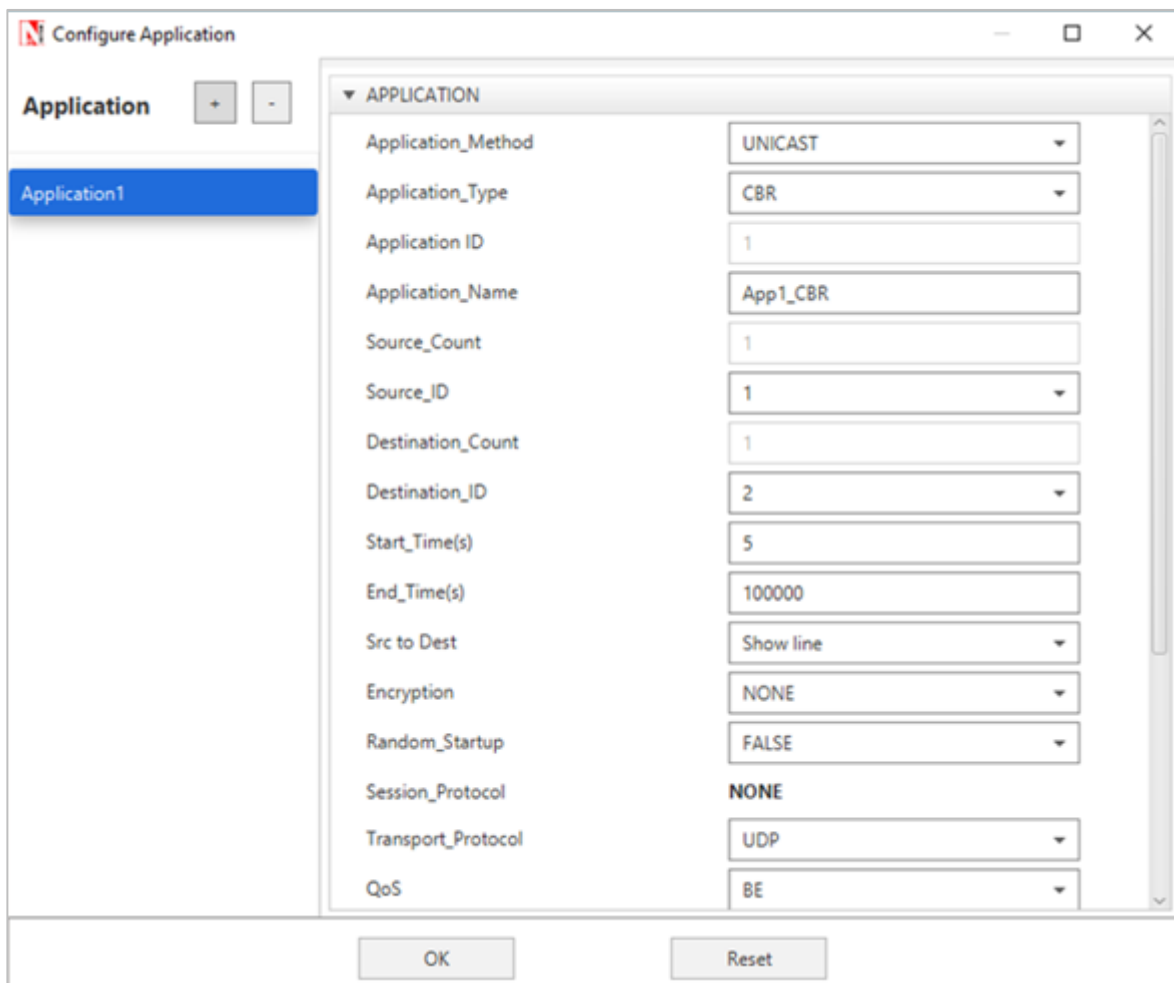 Configure Application
Application + -
Application1
▼ APPLICATION
Application_Method UNICAST
Application_Type CBR
Application ID 1
Application_Name App1_CBR
Source_Count 1
Source_ID 1
Destination_Count 1
Destination_ID 2
Start_Time(s) 5
End_Time(s) 100000
Src to Dest Show line
Encryption NONE
Random_Startup FALSE
Session_Protocol NONE
Transport_Protocol UDP
QoS BE
OK Reset